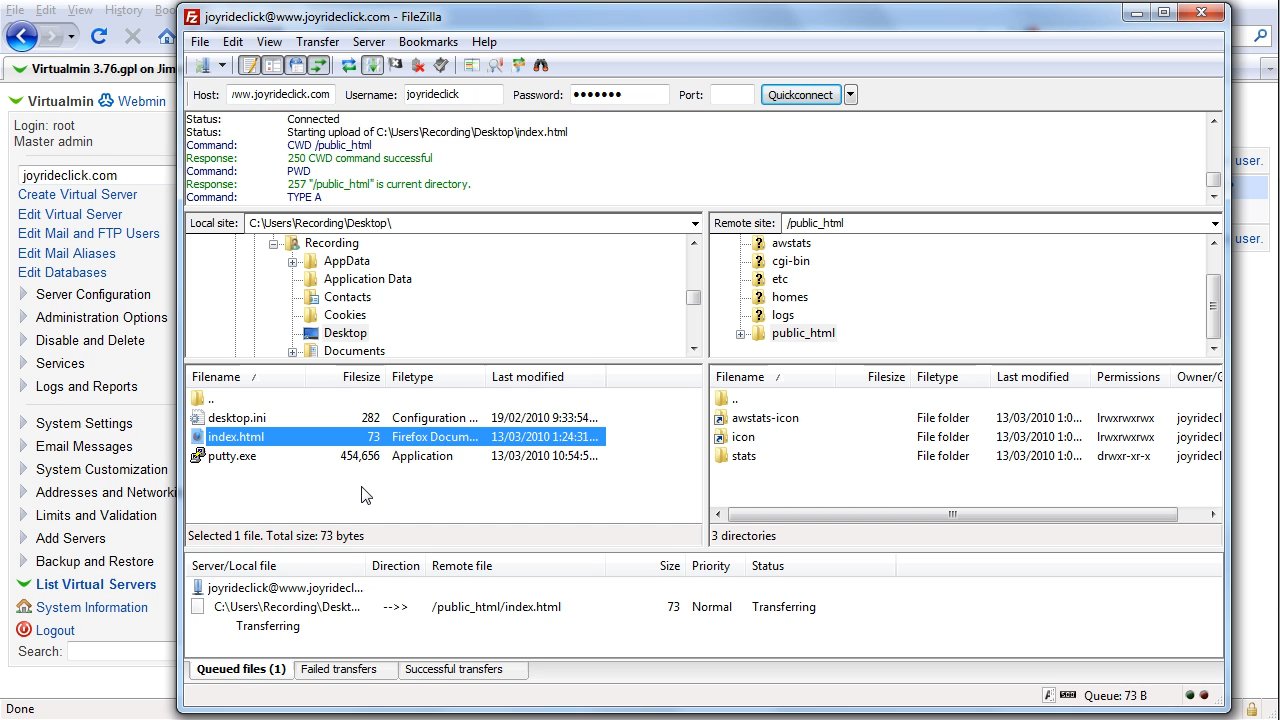 File Edit View History Boo
Virtualmin 3.76.gpl on Jim
Virtualmin Webmin
Login: root
Master admin
joyrideclick.com
Create Virtual Server
Edit Virtual Server
Edit Mail and FTP Users
Edit Mail Aliases
Edit Databases
Server Configuration
Administration Options
Disable and Delete
Services
Logs and Reports
System Settings
Email Messages
System Customization
Addresses and Networki
Limits and Validation
Add Servers
Backup and Restore
List Virtual Servers
System Information
Logout
Search:
Done
user.
user.
joyrideclick@www.joyrideclick.com - FileZilla
File Edit View Transfer Server Bookmarks Help
Host: ww.joyrideclick.com Username: joyrideclick Password: ●●●●●●● Port: Quickconnect
Status: Connected
Status: Starting upload of C:\Users\Recording\Desktop\index.html
Command: CWD /public_html
Response: 250 CWD command successful
Command: PWD
Response: 257 "/public_html" is current directory.
Command: TYPE A
Local site: C:\Users\Recording\Desktop\
Recording
AppData
Application Data
Contacts
Cookies
Desktop
Documents
Remote site: /public_html
awstats
cgi-bin
etc
homes
logs
public_html
Filename Filesize Filetype Last modified
..
desktop.ini 282 Configuration ... 19/02/2010 9:33:54...
index.html 73 Firefox Docum... 13/03/2010 1:24:31...
putty.exe 454,656 Application 13/03/2010 10:54:5...
Selected 1 file. Total size: 73 bytes
Filename Filesize Filetype Last modified Permissions Owner/G
..
awstats-icon File folder 13/03/2010 1:0... lrwxrwxrwx joyridecl
icon File folder 13/03/2010 1:0... lrwxrwxrwx joyridecl
stats File folder 13/03/2010 1:0... drwxr-xr-x joyridecl
3 directories
Server/Local file Direction Remote file Size Priority Status
joyrideclick@www.joyridecl...
C:\Users\Recording\Deskt... -->> /public_html/index.html 73 Normal Transferring
Transferring
Queued files (1) Failed transfers Successful transfers
Queue: 73 B